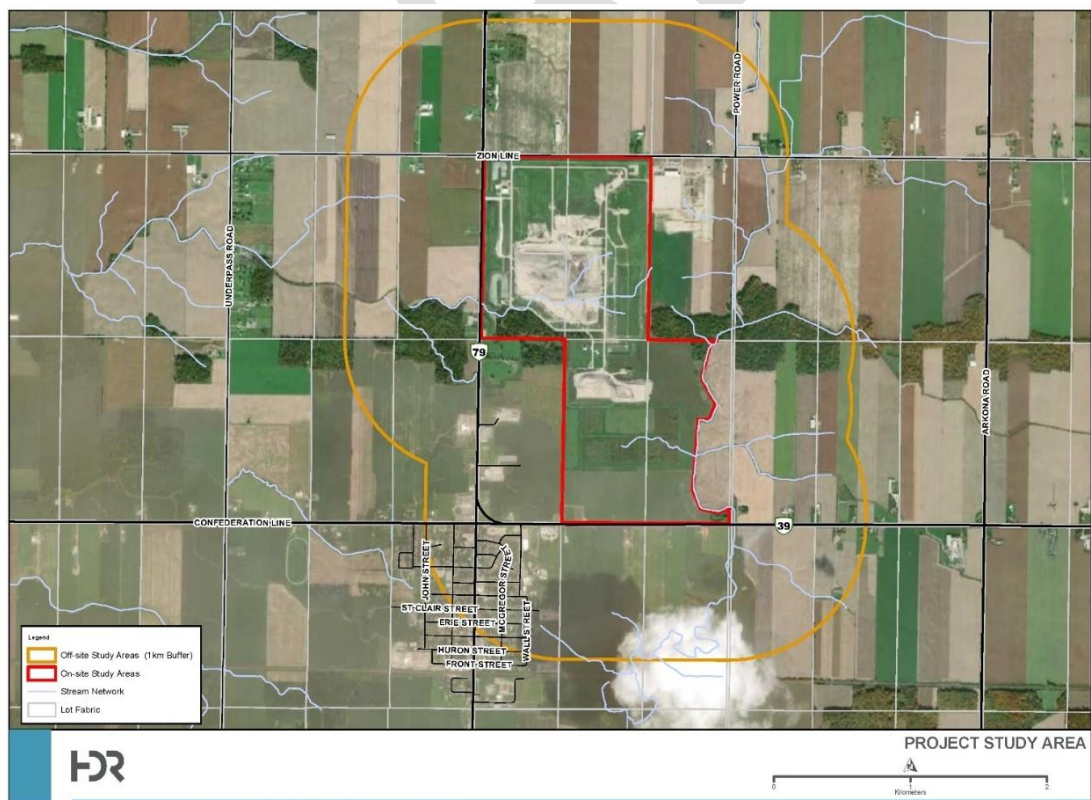 POWER ROAD
ZION LINE
UNDERPASS ROAD
79
ARKONA ROAD
CONFEDERATION LINE
39
JOHN STREET
MCGREGOR STREET
WALL STREET
ST CLAIR STREET
ERIE STREET
HURON STREET
FRONT STREET
Legend
Off-site Study Areas (1km Buffer)
On-site Study Areas
Stream Network
Lot Fabric
HDR
PROJECT STUDY AREA
0 1 2
Kilometers